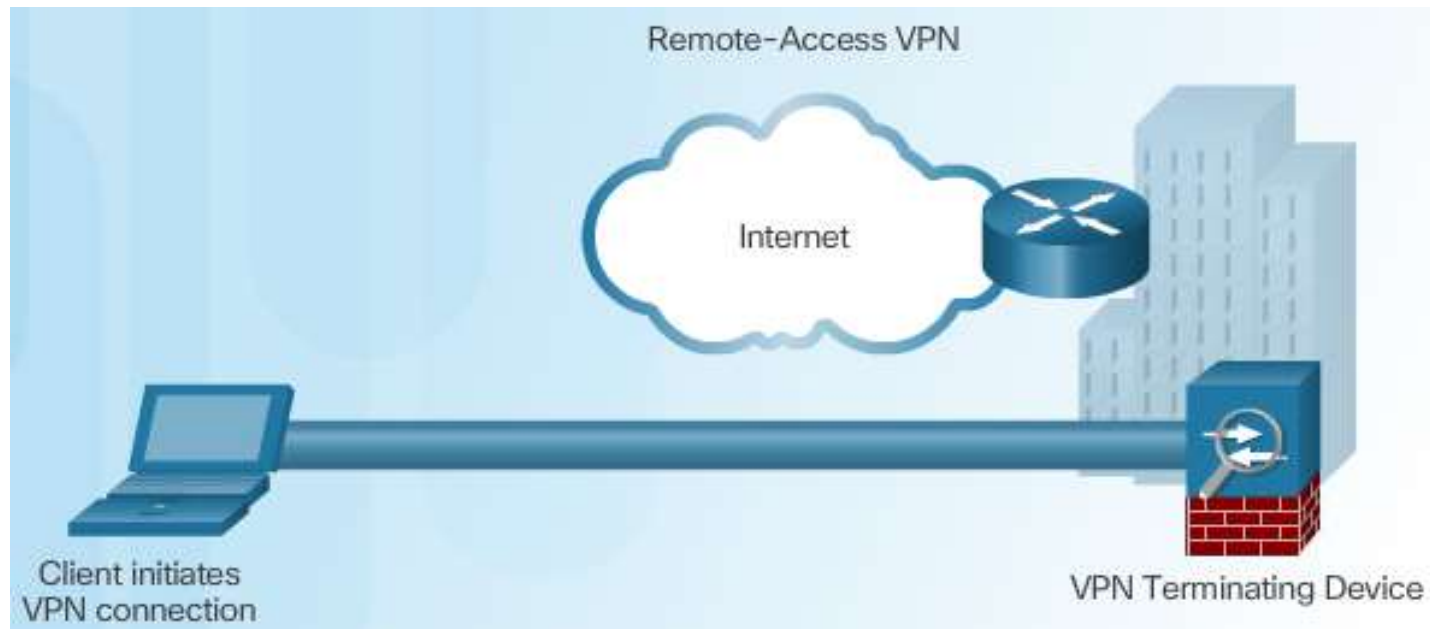 Remote-Access VPN
Internet
Client initiates
VPN connection
VPN Terminating Device